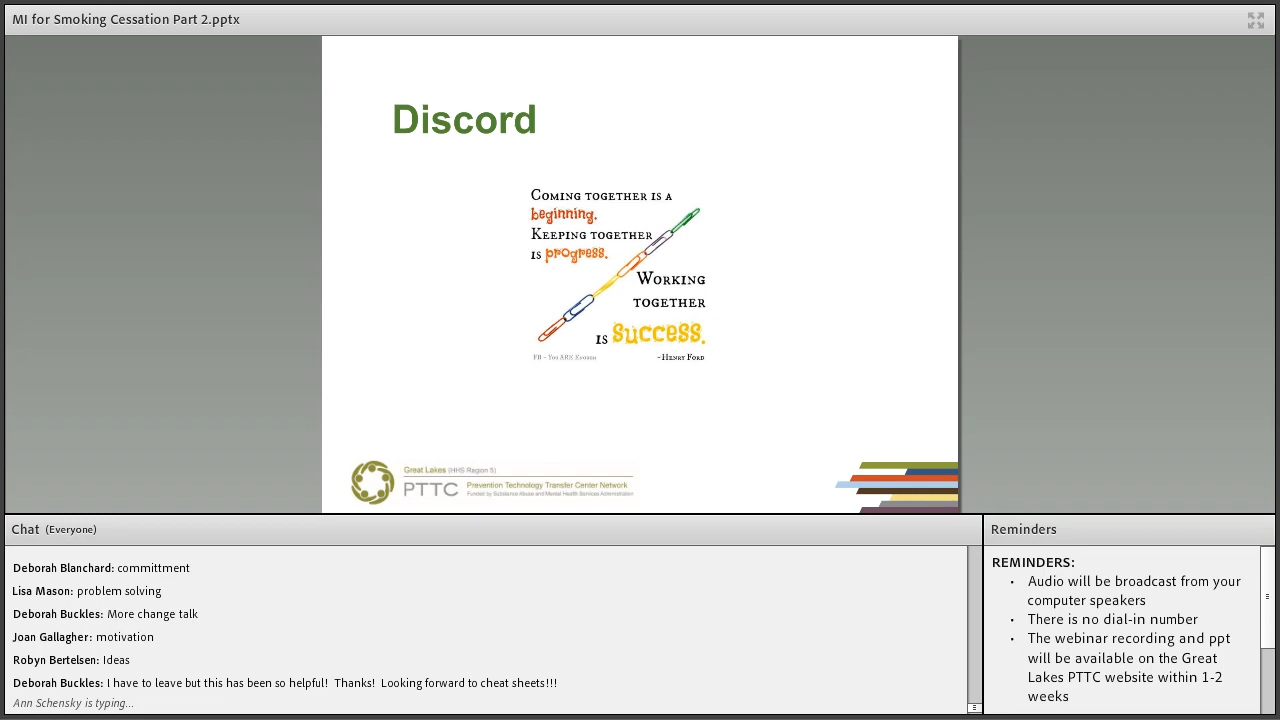 MI for Smoking Cessation Part 2.pptx
Discord
Coming together is a
beginning.
Keeping together
is progress.
Working
together
is success.
FB - You ARE Enough
~Henry Ford
Great Lakes (HHS Region 5)
PTTC
Prevention Technology Transfer Center Network
Funded by Substance Abuse and Mental Health Services Administration
Chat (Everyone)
Deborah Blanchard: committment
Lisa Mason: problem solving
Deborah Buckles: More change talk
Joan Gallagher: motivation
Robyn Bertelsen: Ideas
Deborah Buckles: I have to leave but this has been so helpful! Thanks! Looking forward to cheat sheets!!!
Ann Schensky is typing...
Reminders
REMINDERS:
• Audio will be broadcast from your
computer speakers
• There is no dial-in number
• The webinar recording and ppt
will be available on the Great
Lakes PTTC website within 1-2
weeks